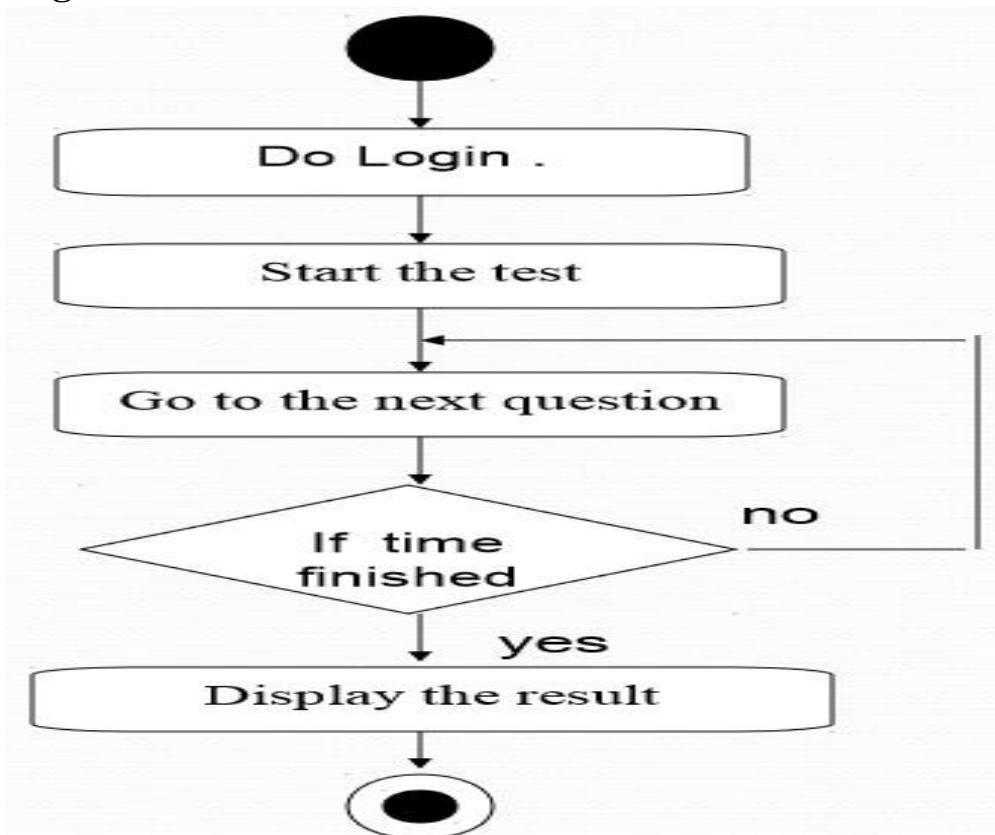 Do Login .
Start the test
Go to the next question
If time
finished
no
yes
Display the result